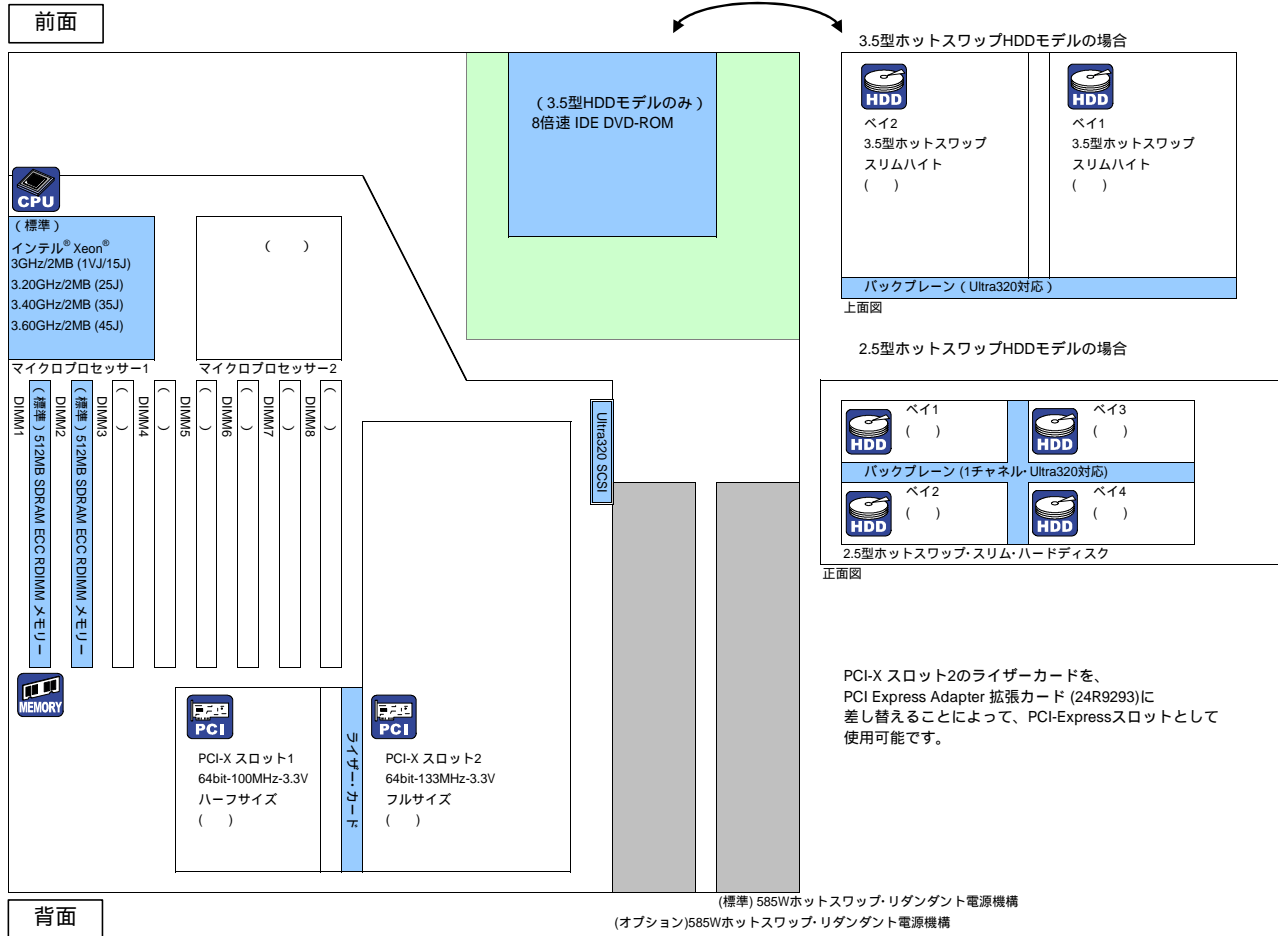 前面
3.5型ホットスワップHDDモデルの場合
(3.5型HDDモデルのみ)
8倍速 IDE DVD-ROM
HDD
ベイ2
3.5型ホットスワップ
スリムハイト
(　)
HDD
ベイ1
3.5型ホットスワップ
スリムハイト
(　)
バックプレーン(Ultra320対応)
上面図
CPU
(標準)
インテル® Xeon®
3GHz/2MB (1VJ/15J)
3.20GHz/2MB (25J)
3.40GHz/2MB (35J)
3.60GHz/2MB (45J)
(　)
マイクロプロセッサー1
マイクロプロセッサー2
2.5型ホットスワップHDDモデルの場合
DIMM1
(標準)512MB SDRAM ECC RDIMM メモリー
DIMM2
(標準)512MB SDRAM ECC RDIMM メモリー
DIMM3
(　)
DIMM4
(　)
DIMM5
(　)
DIMM6
(　)
DIMM7
(　)
DIMM8
(　)
Ultra320 SCSI
HDD
ベイ1
(　)
HDD
ベイ3
(　)
バックプレーン (1チャネル･Ultra320対応)
HDD
ベイ2
(　)
HDD
ベイ4
(　)
2.5型ホットスワップ･スリム･ハードディスク
正面図
MEMORY
PCI
PCI-X スロット1
64bit-100MHz-3.3V
ハーフサイズ
(　)
ライザー・カード
PCI
PCI-X スロット2
64bit-133MHz-3.3V
フルサイズ
(　)
PCI-X スロット2のライザーカードを、
PCI Express Adapter 拡張カード (24R9293)に
差し替えることによって、PCI-Expressスロットとして
使用可能です。
(標準) 585Wホットスワップ･リダンダント電源機構
(オプション)585Wホットスワップ･リダンダント電源機構
背面